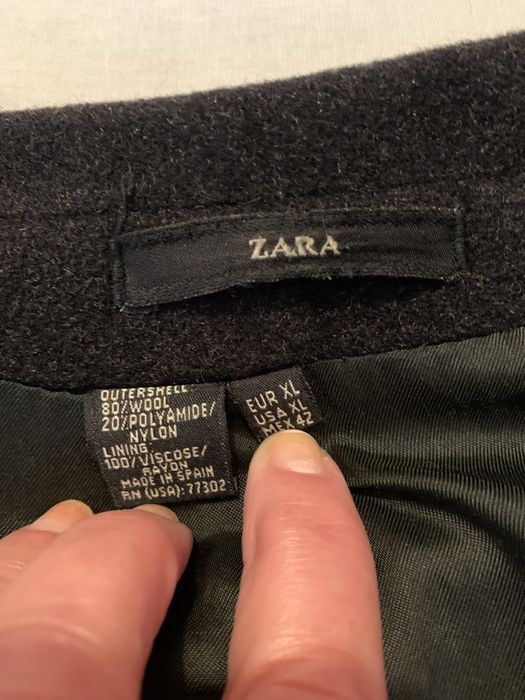 ZARA
OUTERSHELL
80/WOOL
20/POLYAMIDE/
NYLON
LINING
100/VISCOSE/
RAYON
MADE IN SPAIN
RN (USA): 77302
EUR XL
USA XL
MEX 42